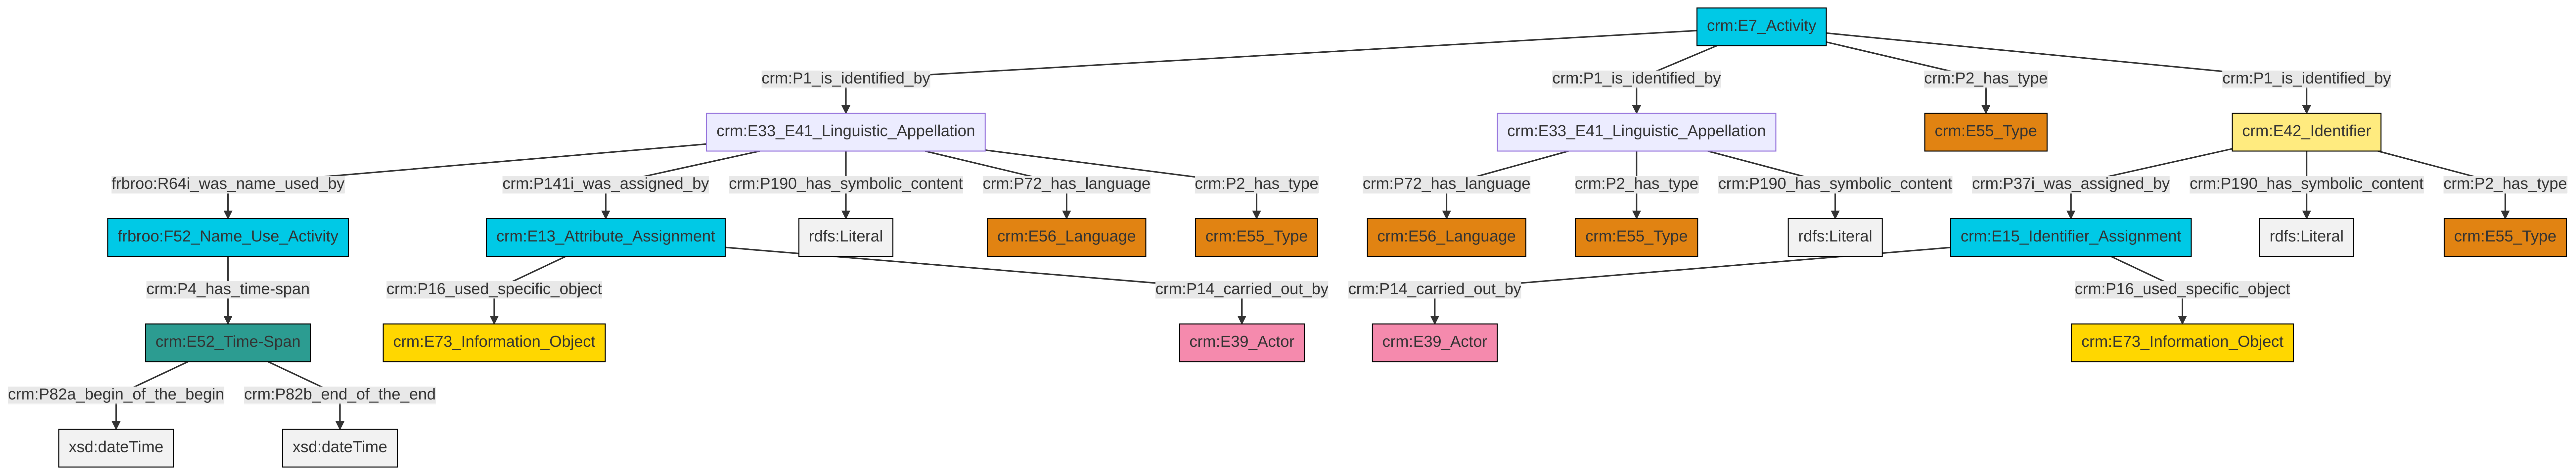 crm:E7_Activity
crm:P1_is_identified_by
crm:P1_is_identified_by
crm:P2_has_type
crm:P1_is_identified_by
crm:E33_E41_Linguistic_Appellation
crm:E33_E41_Linguistic_Appellation
crm:E55_Type
crm:E42_Identifier
frbroo:R64i_was_name_used_by
crm:P141i_was_assigned_by
crm:P190_has_symbolic_content
crm:P72_has_language
crm:P2_has_type
crm:P72_has_language
crm:P2_has_type
crm:P190_has_symbolic_content
crm:P37i_was_assigned_by
crm:P190_has_symbolic_content
crm:P2_has_type
frbroo:F52_Name_Use_Activity
crm:E13_Attribute_Assignment
rdfs:Literal
crm:E56_Language
crm:E55_Type
crm:E56_Language
crm:E55_Type
rdfs:Literal
crm:E15_Identifier_Assignment
rdfs:Literal
crm:E55_Type
crm:P4_has_time-span
crm:P16_used_specific_object
crm:P14_carried_out_by
crm:P14_carried_out_by
crm:P16_used_specific_object
crm:E52_Time-Span
crm:E73_Information_Object
crm:E39_Actor
crm:E39_Actor
crm:E73_Information_Object
crm:P82a_begin_of_the_begin
crm:P82b_end_of_the_end
xsd:dateTime
xsd:dateTime